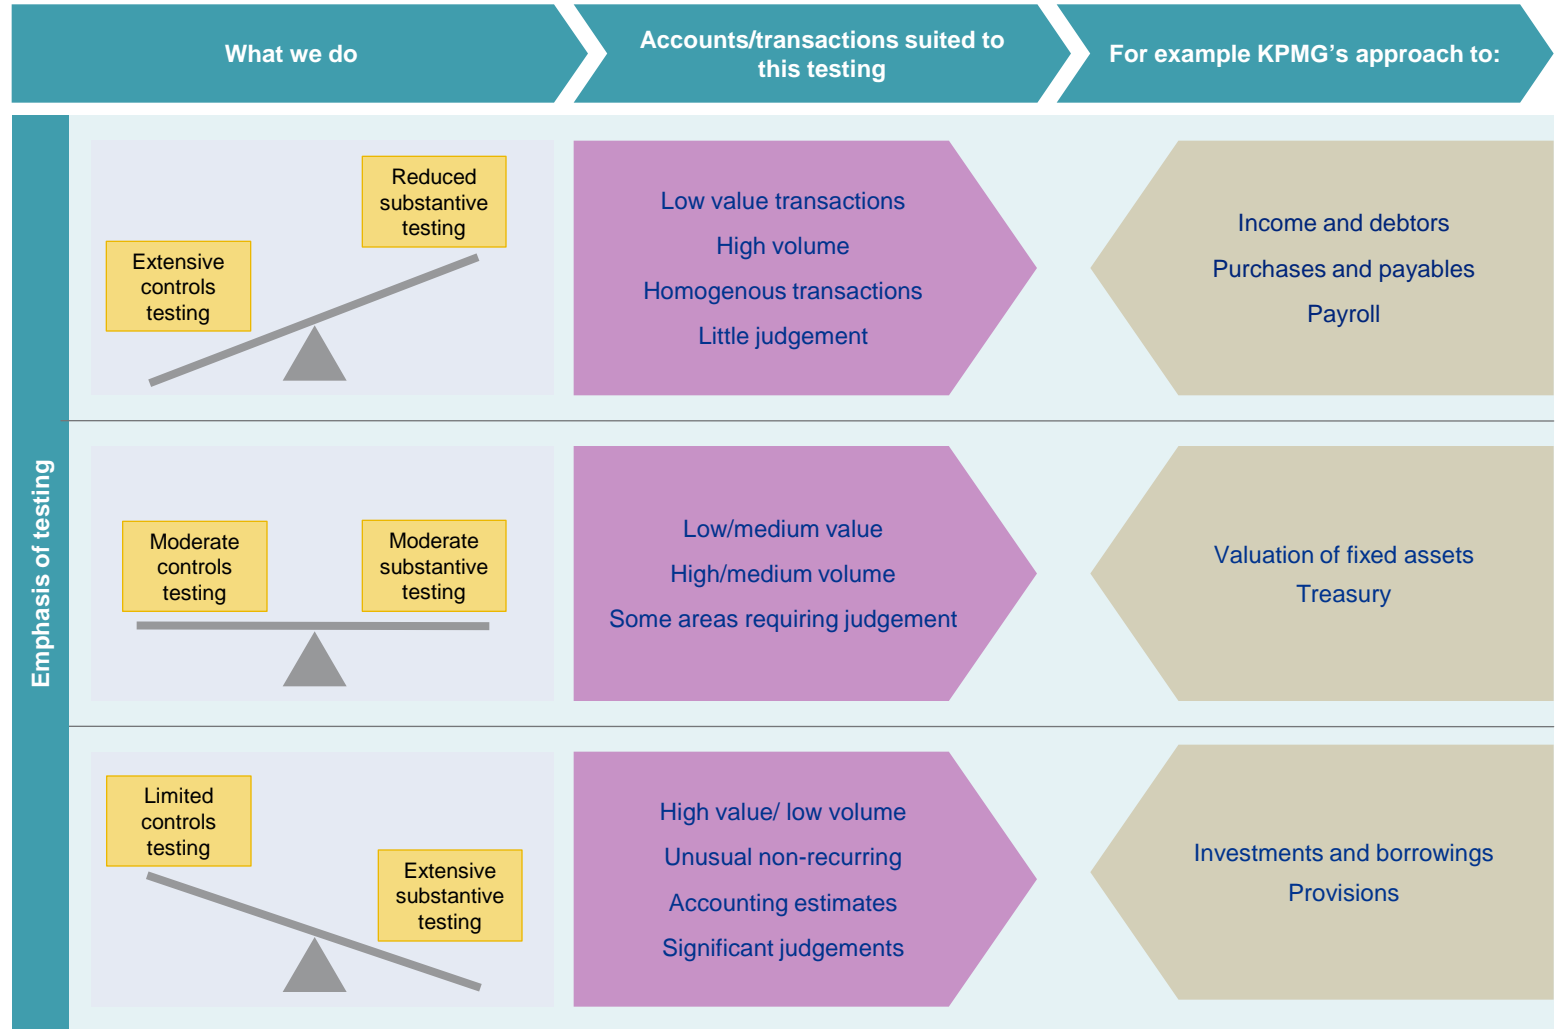 What we do
Accounts/transactions suited to
this testing
For example KPMG's approach to:
Emphasis of testing
Extensive
controls
testing
Reduced
substantive
testing
Low value transactions
High volume
Homogenous transactions
Little judgement
Income and debtors
Purchases and payables
Payroll
Moderate
controls
testing
Moderate
substantive
testing
Low/medium value
High/medium volume
Some areas requiring judgement
Valuation of fixed assets
Treasury
Limited
controls
testing
Extensive
substantive
testing
High value/ low volume
Unusual non-recurring
Accounting estimates
Significant judgements
Investments and borrowings
Provisions